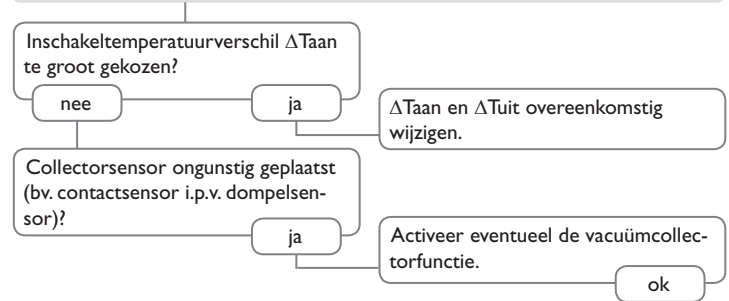 Inschakeltemperatuurverschil ΔTaan
te groot gekozen?
nee
ja
ΔTaan en ΔTuit overeenkomstig
wijzigen.
Collectorsensor ongunstig geplaatst
(bv. contactsensor i.p.v. dompelsen-
sor)?
ja
Activeer eventueel de vacuümcollec-
torfunctie.
ok